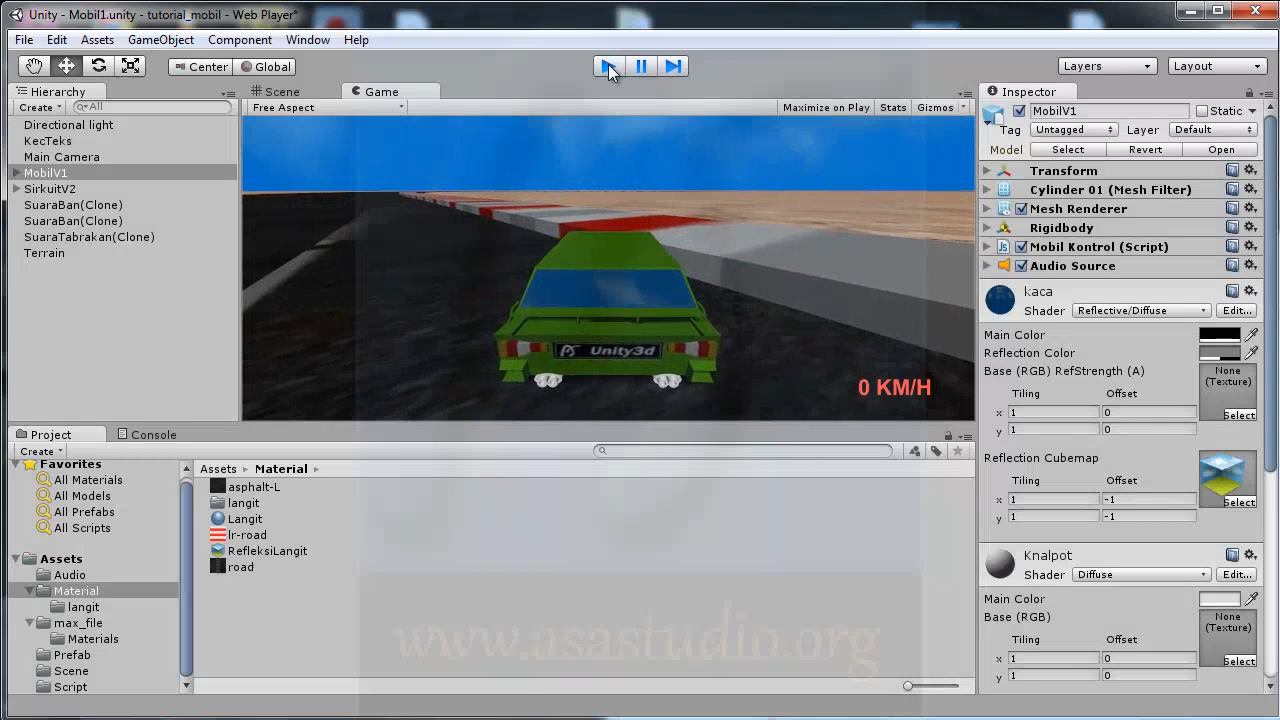 Unity - Mobil1.unity - tutorial_mobil - Web Player*
File Edit Assets GameObject Component Window Help
Center Global Layers Layout
Hierarchy
Create All
Directional light
KecTeks
Main Camera
MobilV1
SirkuitV2
SuaraBan(Clone)
SuaraBan(Clone)
SuaraTabrakan(Clone)
Terrain
Scene Game
Free Aspect Maximize on Play Stats Gizmos
Unity3d
0 KM/H
Inspector
MobilV1 Static
Tag Untagged Layer Default
Model Select Revert Open
Transform
Cylinder 01 (Mesh Filter)
Mesh Renderer
Rigidbody
Mobil Kontrol (Script)
Audio Source
kaca
Shader Reflective/Diffuse Edit...
Main Color
Reflection Color
Base (RGB) RefStrength (A) None
(Texture)
Tiling Offset
x 1 0
y 1 0
Select
Reflection Cubemap
Tiling Offset
x 1 -1
y 1 -1
Select
Knalpot
Shader Diffuse Edit...
Main Color
Base (RGB) None
(Texture)
Tiling Offset
x 1 0
y 1 0
Select
Project Console
Create
Favorites
All Materials
All Models
All Prefabs
All Scripts
Assets
Audio
Material
langit
max_file
Materials
Prefab
Scene
Script
Assets Material
asphalt-L
langit
Langit
lr-road
RefleksiLangit
road
www.asastudio.org